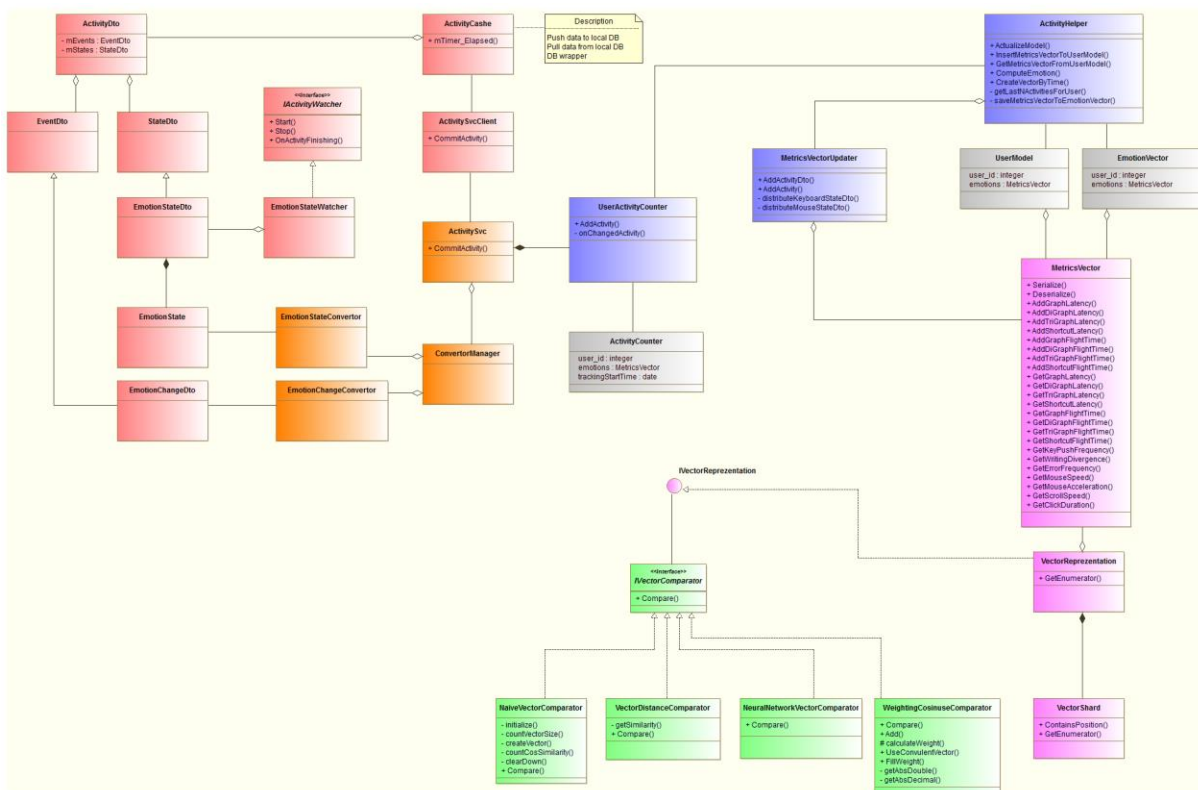 ActivityDto
- mEvents : EventDto
- mStates : StateDto
ActivityCashe
+ mTimer_Elapsed()
Description
Push data to local DB
Pull data from local DB
DB wrapper
ActivityHelper
+ ActualizeModel()
+ InsertMetricsVectorToUserModel()
+ GetMetricsVectorFromUserModel()
+ ComputeEmotion()
+ CreateVectorByTime()
- getLastNActivitiesForUser()
- saveMetricsVectorToEmotionVector()
EventDto
StateDto
<<Interface>>
IActivityWatcher
+ Start()
+ Stop()
+ OnActivityFinishing()
ActivitySvcClient
+ CommitActivity()
MetricsVectorUpdater
+ AddActivityDto()
+ AddActivity()
- distributeKeyboardStateDto()
- distributeMouseStateDto()
UserModel
user_id : integer
emotions : MetricsVector
EmotionVector
user_id : integer
emotions : MetricsVector
EmotionStateDto
EmotionStateWatcher
ActivitySvc
+ CommitActivity()
UserActivityCounter
+ AddActivity()
- onChangedActivity()
MetricsVector
+ Serialize()
+ Deserialize()
+ AddGraphLatency()
+ AddDiGraphLatency()
+ AddTriGraphLatency()
+ AddShortcutLatency()
+ AddGraphFlightTime()
+ AddDiGraphFlightTime()
+ AddTriGraphFlightTime()
+ AddShortcutFlightTime()
+ GetGraphLatency()
+ GetDiGraphLatency()
+ GetTriGraphLatency()
+ GetShortcutLatency()
+ GetGraphFlightTime()
+ GetDiGraphFlightTime()
+ GetTriGraphFlightTime()
+ GetShortcutFlightTime()
+ GetKeyPushFrequency()
+ GetWritingDivergence()
+ GetErrorFrequency()
+ GetMouseSpeed()
+ GetMouseAcceleration()
+ GetScrollSpeed()
+ GetClickDuration()
EmotionState
EmotionStateConvertor
ConvertorManager
ActivityCounter
user_id : integer
emotions : MetricsVector
trackingStartTime : date
EmotionChangeDto
EmotionChangeConvertor
IVectorReprezentation
<<Interface>>
IVectorComparator
+ Compare()
VectorReprezentation
+ GetEnumerator()
NaiveVectorComparator
- initialize()
- countVectorSize()
- createVector()
- countCosSimilarity()
- clearDown()
+ Compare()
VectorDistanceComparator
- getSimilarity()
+ Compare()
NeuralNetworkVectorComparator
+ Compare()
WeightingCosinuseComparator
+ Compare()
+ Add()
# calculateWeight()
+ UseConvulentVector()
+ FillWeight()
- getAbsDouble()
- getAbsDecimal()
VectorShard
+ ContainsPosition()
+ GetEnumerator()